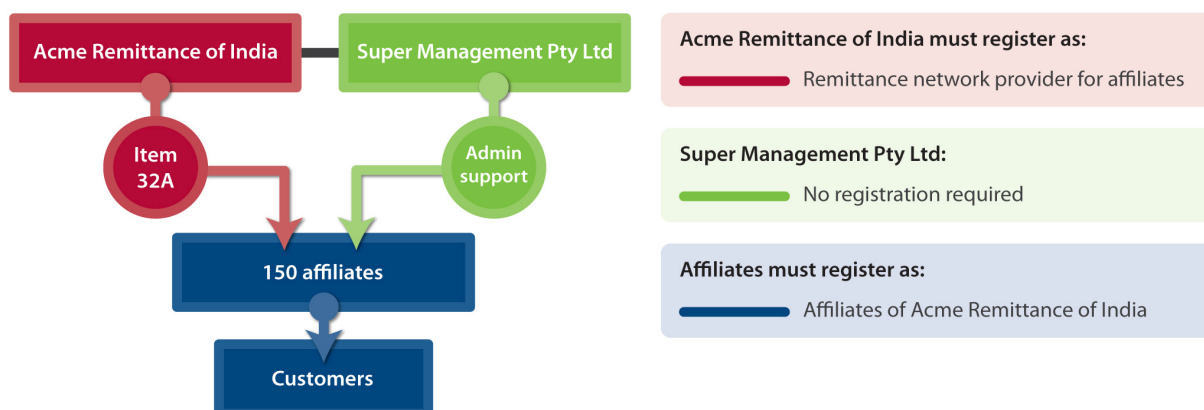 Acme Remittance of India
Super Management Pty Ltd
Item
32A
Admin
support
150 affiliates
Customers
Acme Remittance of India must register as:
Remittance network provider for affiliates
Super Management Pty Ltd:
No registration required
Affiliates must register as:
Affiliates of Acme Remittance of India